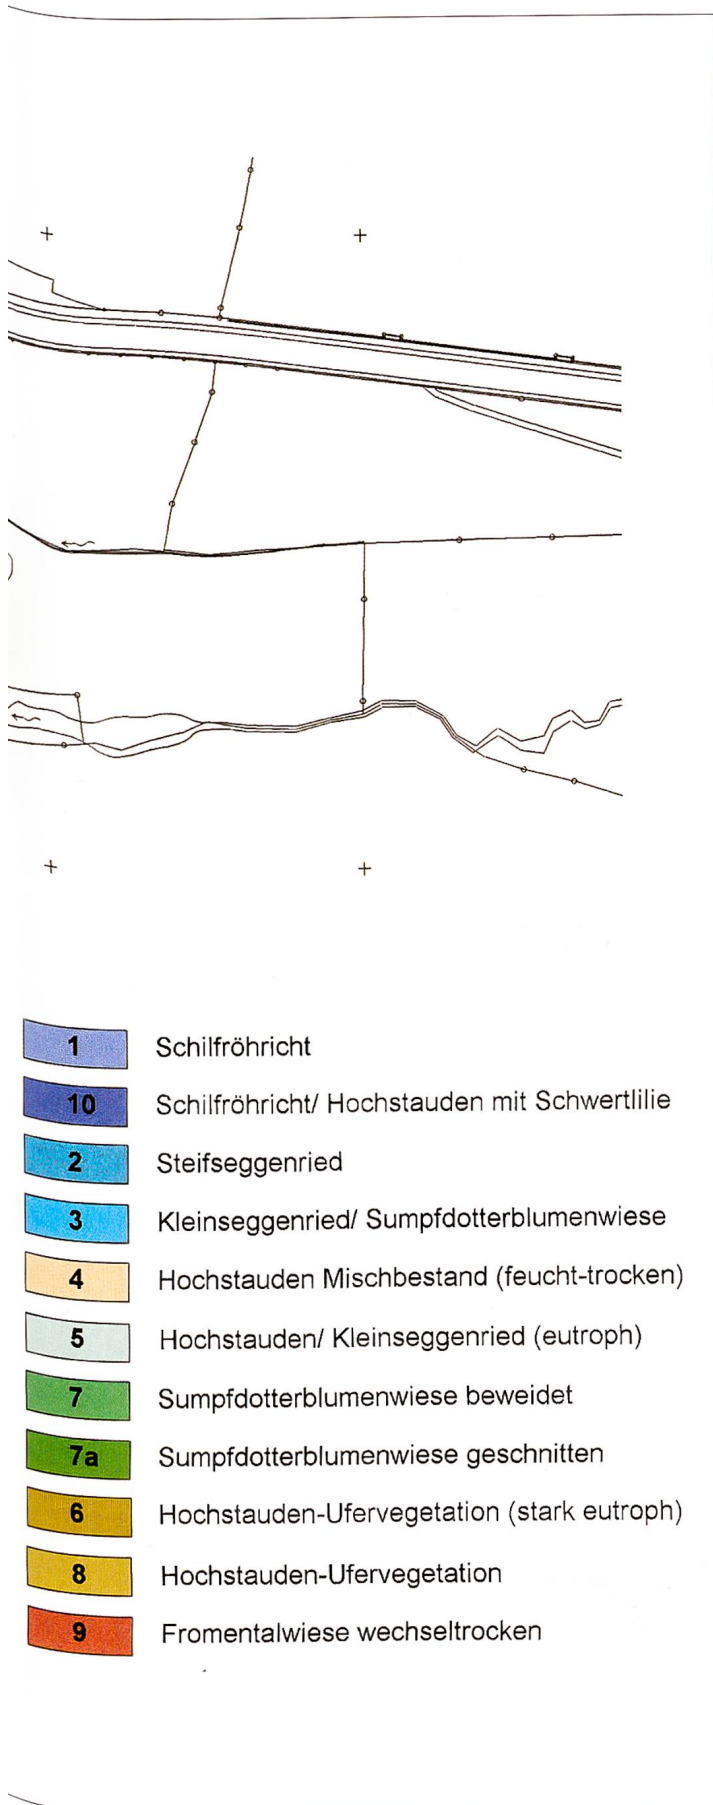 1 Schilfröhricht
10 Schilfröhricht/ Hochstauden mit Schwertlilie
2 Steifseggenried
3 Kleinseggenried/ Sumpfdotterblumenwiese
4 Hochstauden Mischbestand (feucht-trocken)
5 Hochstauden/ Kleinseggenried (eutroph)
7 Sumpfdotterblumenwiese beweidet
7a Sumpfdotterblumenwiese geschnitten
6 Hochstauden-Ufervegetation (stark eutroph)
8 Hochstauden-Ufervegetation
9 Fromentalwiese wechseltrocken